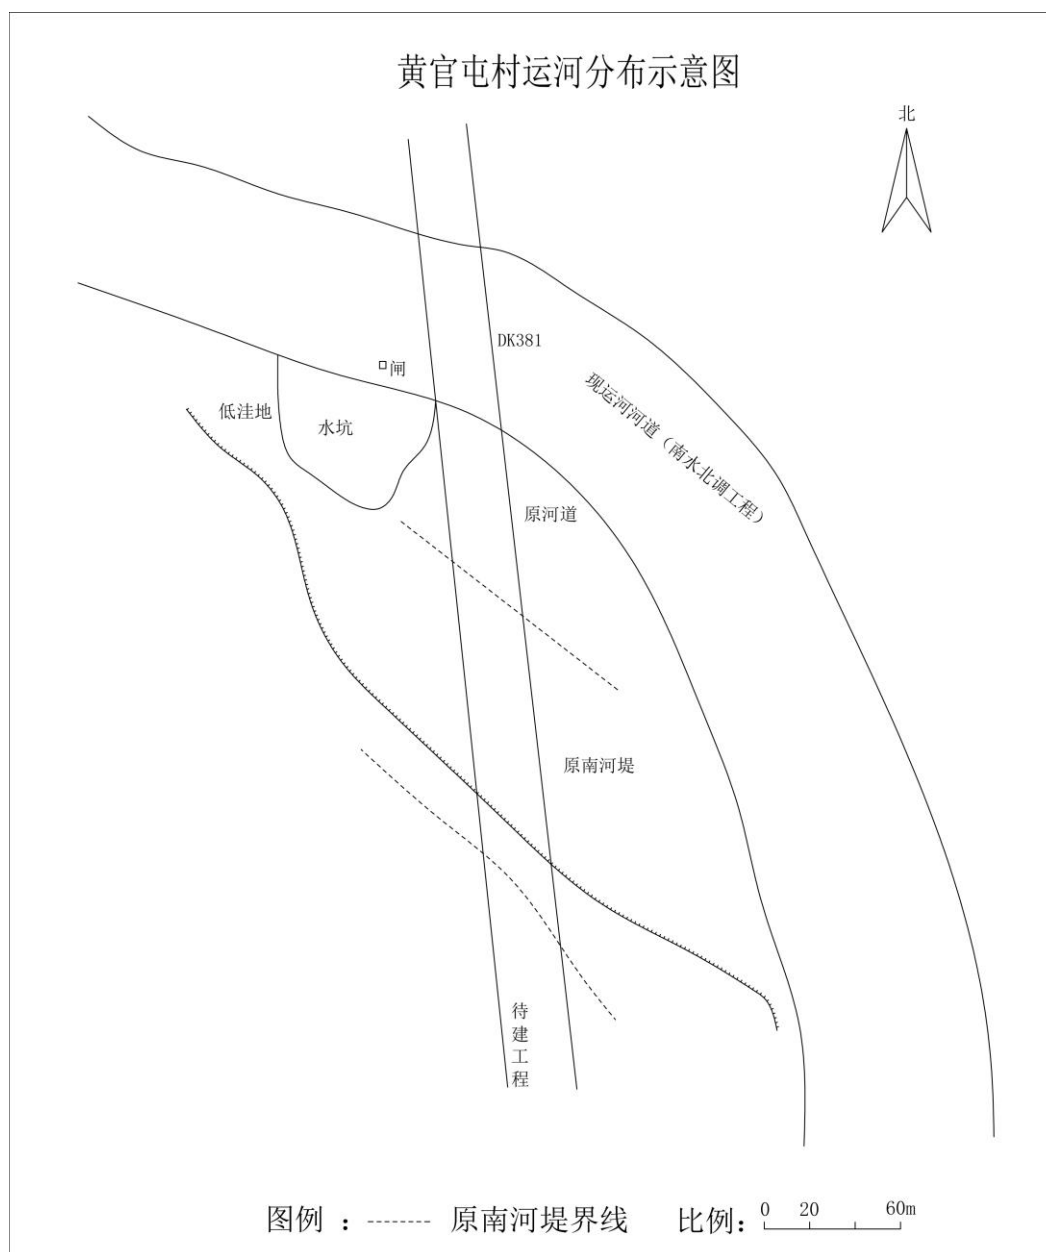 黄官屯村运河分布示意图
北
DK381
闸
现运河河道（南水北调工程）
低洼地
水坑
原河道
原南河堤
待建工程
图例 ： 原南河堤界线 比例： 0 20 60m